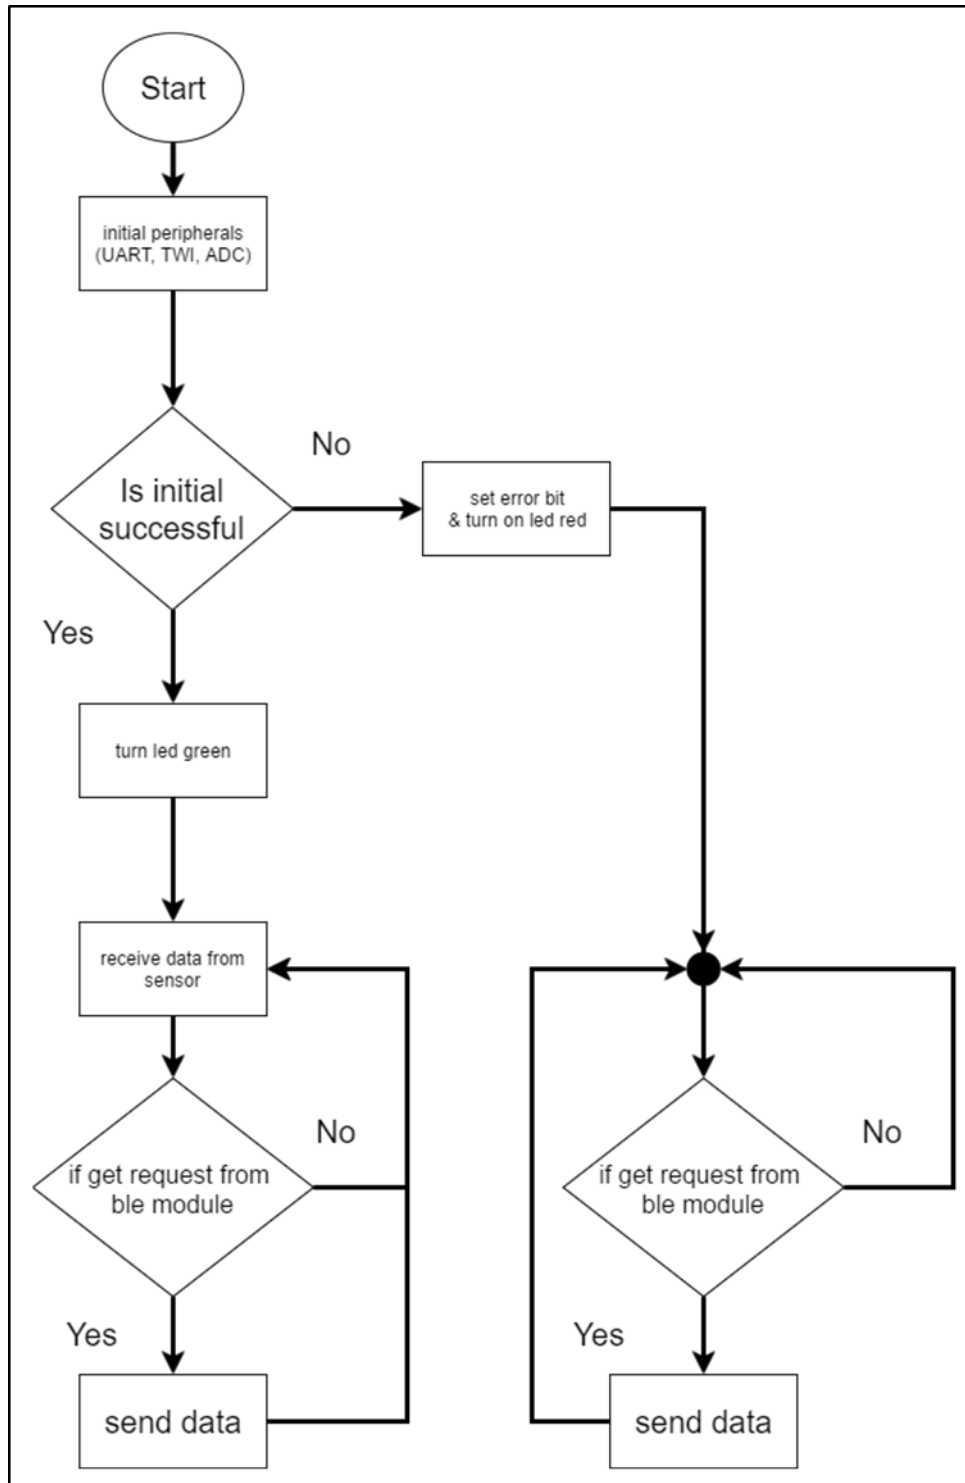 Start
initial peripherals
(UART, TWI, ADC)
Is initial
successful
No
set error bit
& turn on led red
Yes
turn led green
receive data from
sensor
if get request from
ble module
No
Yes
send data
if get request from
ble module
No
Yes
send data